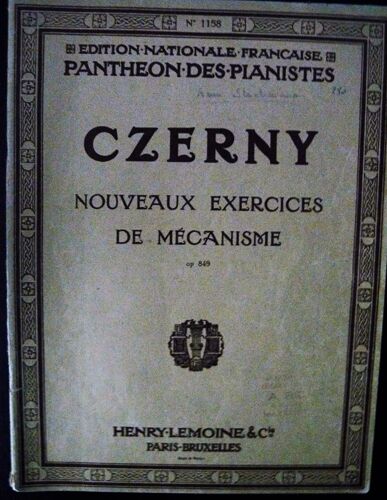 Nº 1158
EDITION·NATIONALE·FRANÇAISE
PANTHEON·DES·PIANISTES
CZERNY
NOUVEAUX EXERCICES
DE MÉCANISME
op 849
HENRY·LEMOINE & Cie
PARIS·BRUXELLES